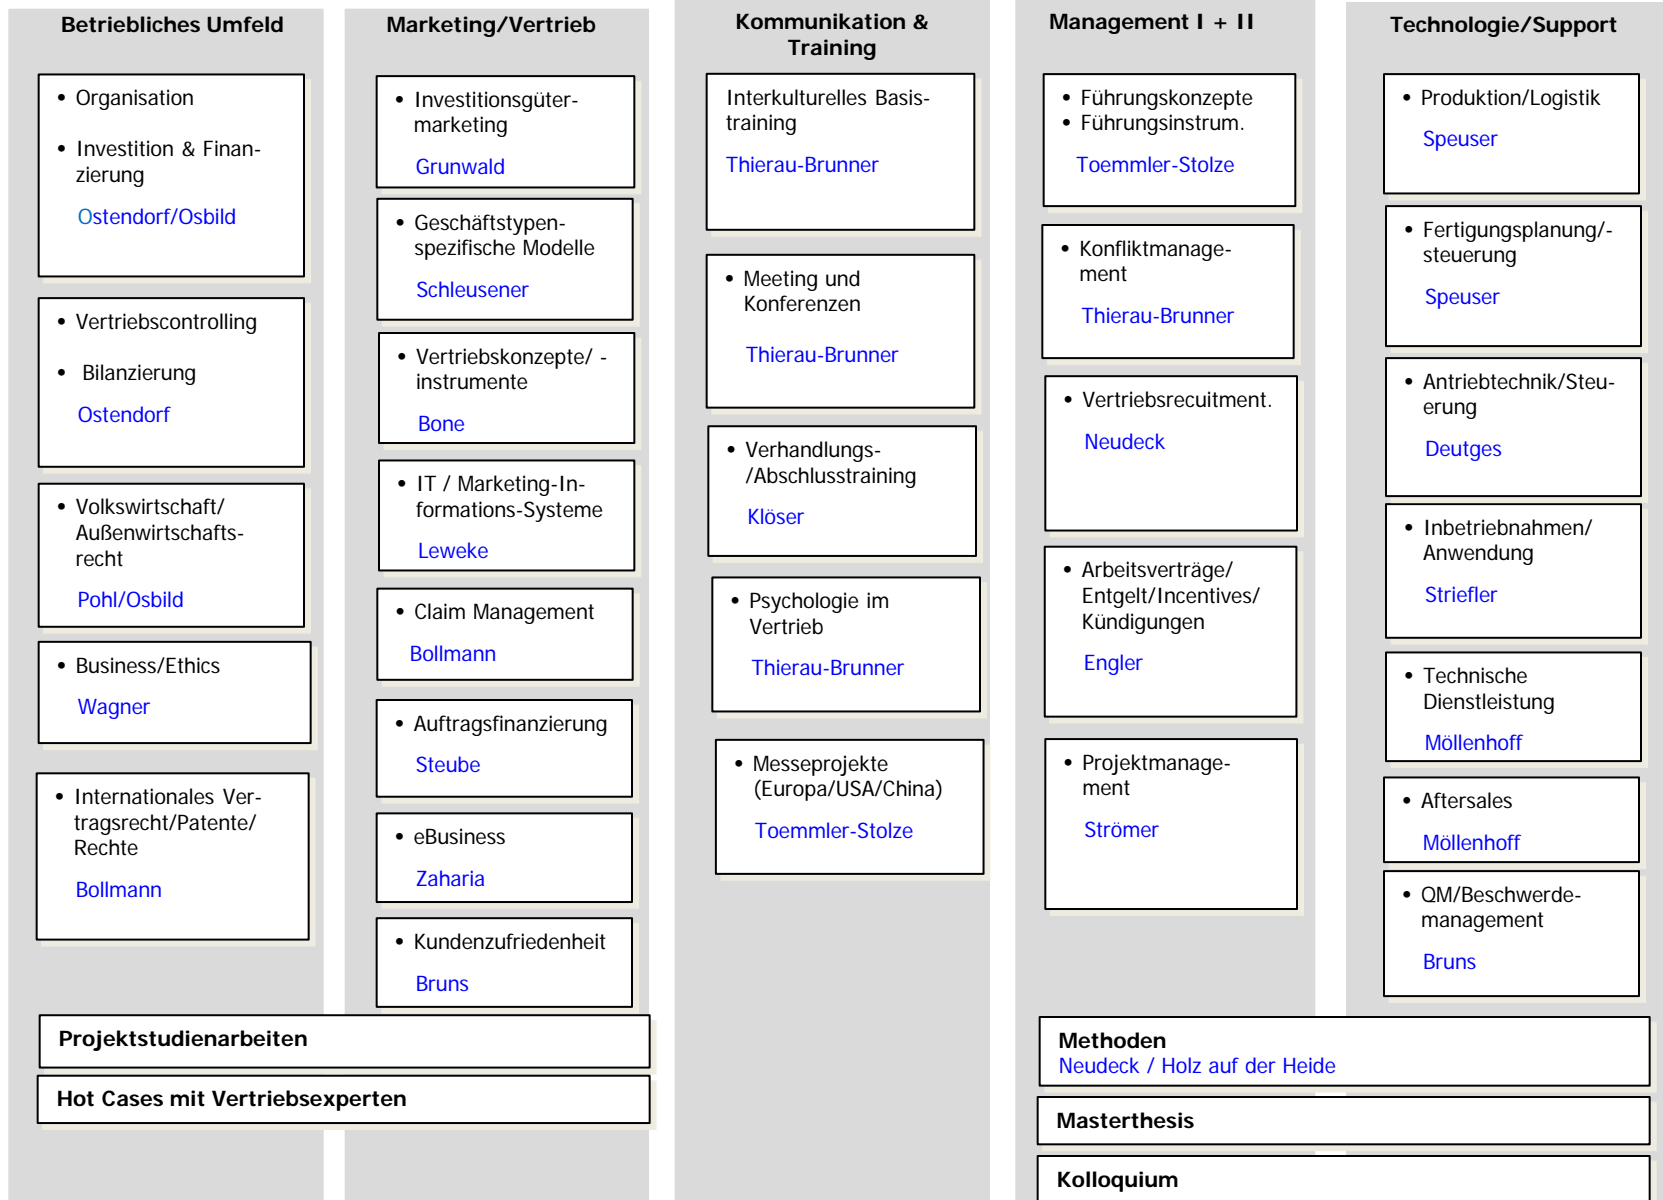 Betriebliches Umfeld
• Organisation
• Investition & Finan-
zierung
Ostendorf/Osbild
• Vertriebscontrolling
• Bilanzierung
Ostendorf
• Volkswirtschaft/
Außenwirtschafts-
recht
Pohl/Osbild
• Business/Ethics
Wagner
• Internationales Ver-
tragsrecht/Patente/
Rechte
Bollmann
Marketing/Vertrieb
• Investitionsgüter-
marketing
Grunwald
• Geschäftstypen-
spezifische Modelle
Schleusener
• Vertriebskonzepte/ -
instrumente
Bone
• IT / Marketing-In-
formations-Systeme
Leweke
• Claim Management
Bollmann
• Auftragsfinanzierung
Steube
• eBusiness
Zaharia
• Kundenzufriedenheit
Bruns
Projektstudienarbeiten
Hot Cases mit Vertriebsexperten
Kommunikation &
Training
Interkulturelles Basis-
training
Thierau-Brunner
• Meeting und
Konferenzen
Thierau-Brunner
• Verhandlungs-
/Abschlusstraining
Klöser
• Psychologie im
Vertrieb
Thierau-Brunner
• Messeprojekte
(Europa/USA/China)
Toemmler-Stolze
Management I + II
• Führungskonzepte
• Führungsinstrum.
Toemmler-Stolze
• Konfliktmanage-
ment
Thierau-Brunner
• Vertriebsrecuitment.
Neudeck
• Arbeitsverträge/
Entgelt/Incentives/
Kündigungen
Engler
• Projektmanage-
ment
Strömer
Technologie/Support
• Produktion/Logistik
Speuser
• Fertigungsplanung/-
steuerung
Speuser
• Antriebtechnik/Steu-
erung
Deutges
• Inbetriebnahmen/
Anwendung
Striefler
• Technische
Dienstleistung
Möllenhoff
• Aftersales
Möllenhoff
• QM/Beschwerde-
management
Bruns
Methoden
Neudeck / Holz auf der Heide
Masterthesis
Kolloquium